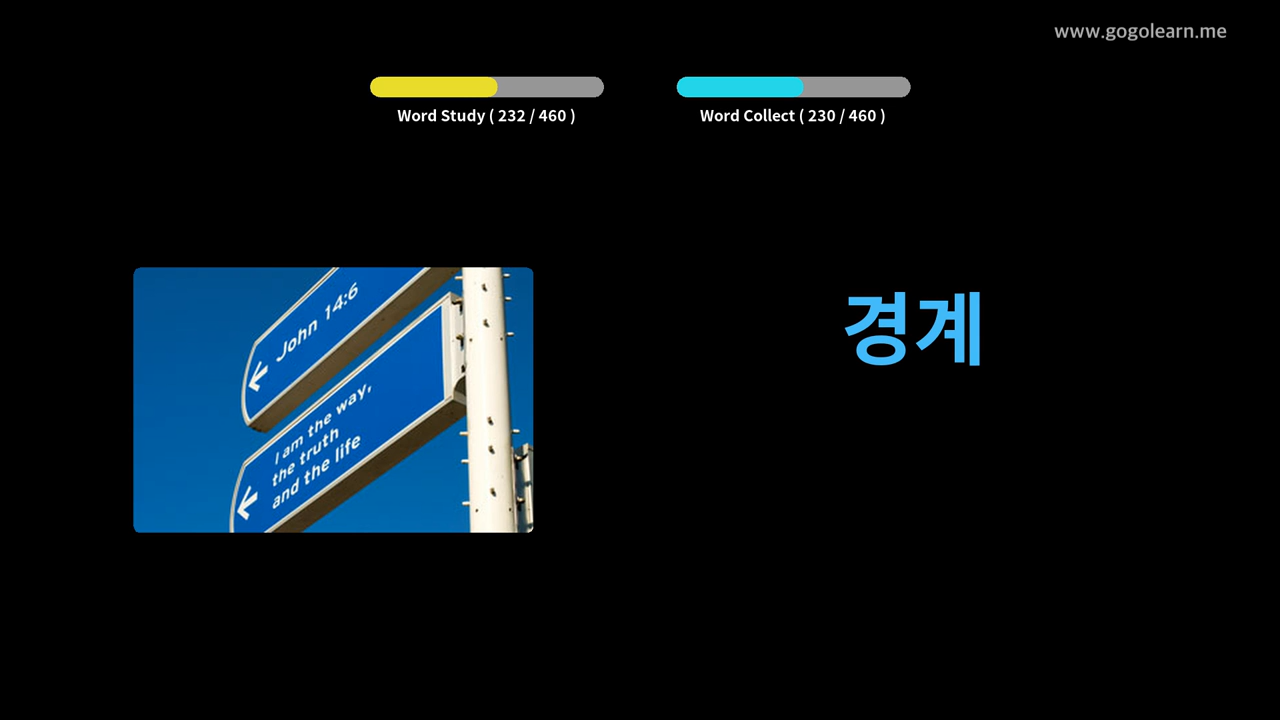 www.gogolearn.me
Word Study ( 232 / 460 )
Word Collect ( 230 / 460 )
John 14:6
I am the way,
the truth
and the life
경계